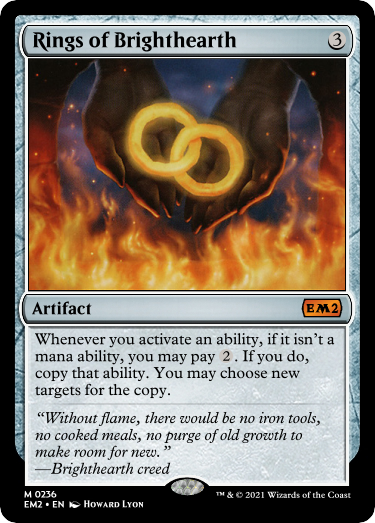 Rings of Brighthearth 3
Artifact EM2
Whenever you activate an ability, if it isn't a
mana ability, you may pay 2. If you do,
copy that ability. You may choose new
targets for the copy.
“Without flame, there would be no iron tools,
no cooked meals, no purge of old growth to
make room for new.”
—Brighthearth creed
M 0236
EM2 • EN Howard Lyon ™ & © 2021 Wizards of the Coast